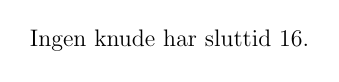 Ingen knude har sluttid 16.